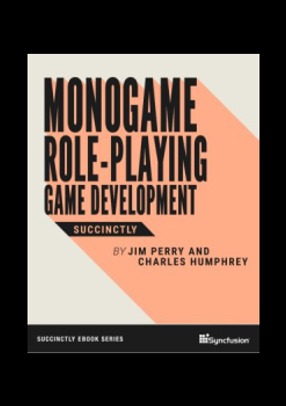 MONOGAME
ROLE-PLAYING
GAME DEVELOPMENT
SUCCINCTLY
BY JIM PERRY AND
CHARLES HUMPHREY
SUCCINCTLY EBOOK SERIES
Syncfusion